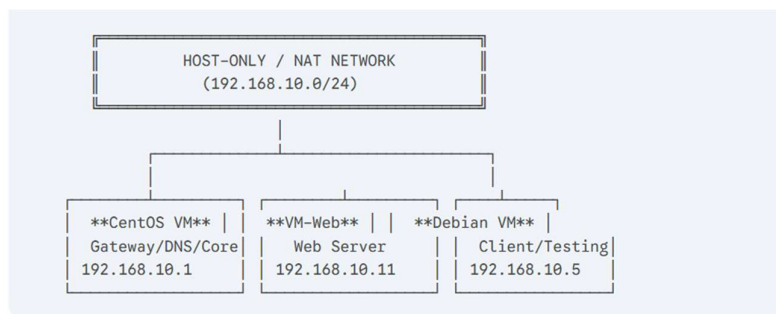 HOST-ONLY / NAT NETWORK
(192.168.10.0/24)
**CentOS VM** **VM-Web** **Debian VM**
Gateway/DNS/Core Web Server Client/Testing
192.168.10.1 192.168.10.11 192.168.10.5